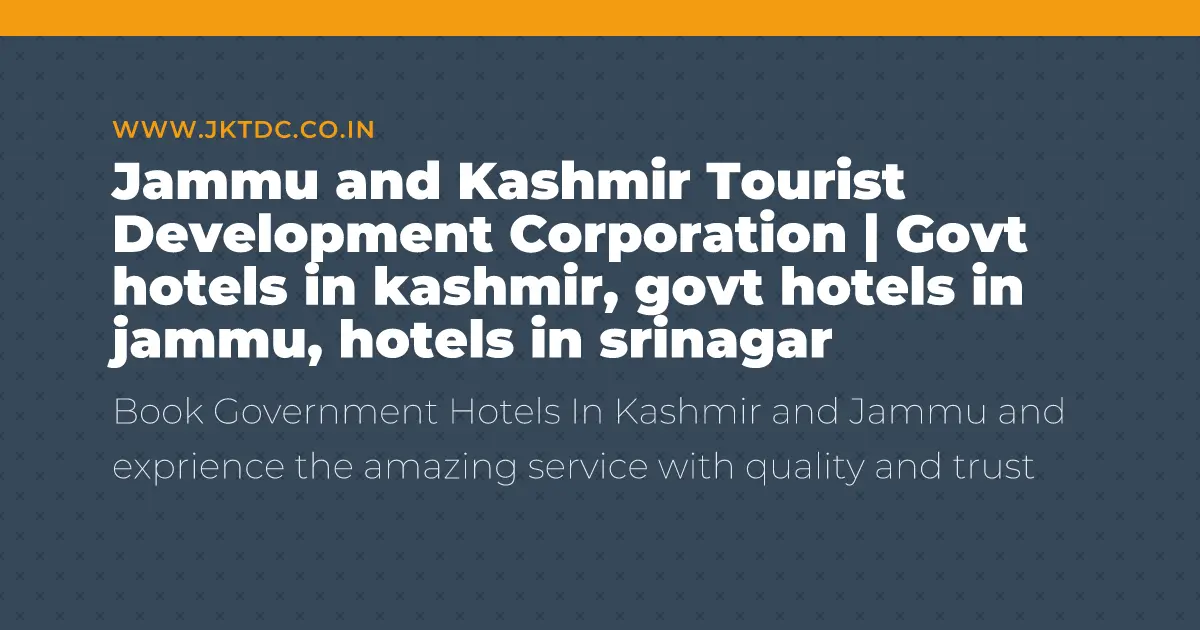 WWW.JKTDC.CO.IN
Jammu and Kashmir Tourist
Development Corporation | Govt
hotels in kashmir, govt hotels in
jammu, hotels in srinagar
Book Government Hotels In Kashmir and Jammu and
exprience the amazing service with quality and trust